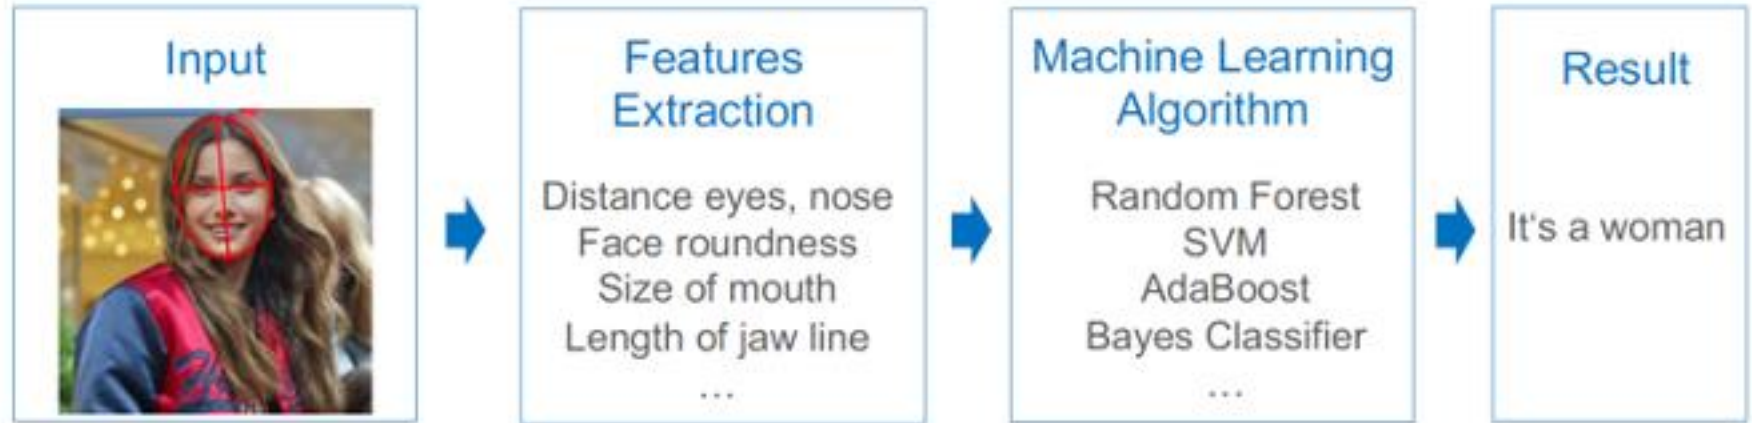 Input
Features
Extraction
Distance eyes, nose
Face roundness
Size of mouth
Length of jaw line
...
Machine Learning
Algorithm
Random Forest
SVM
AdaBoost
Bayes Classifier
...
Result
It's a woman